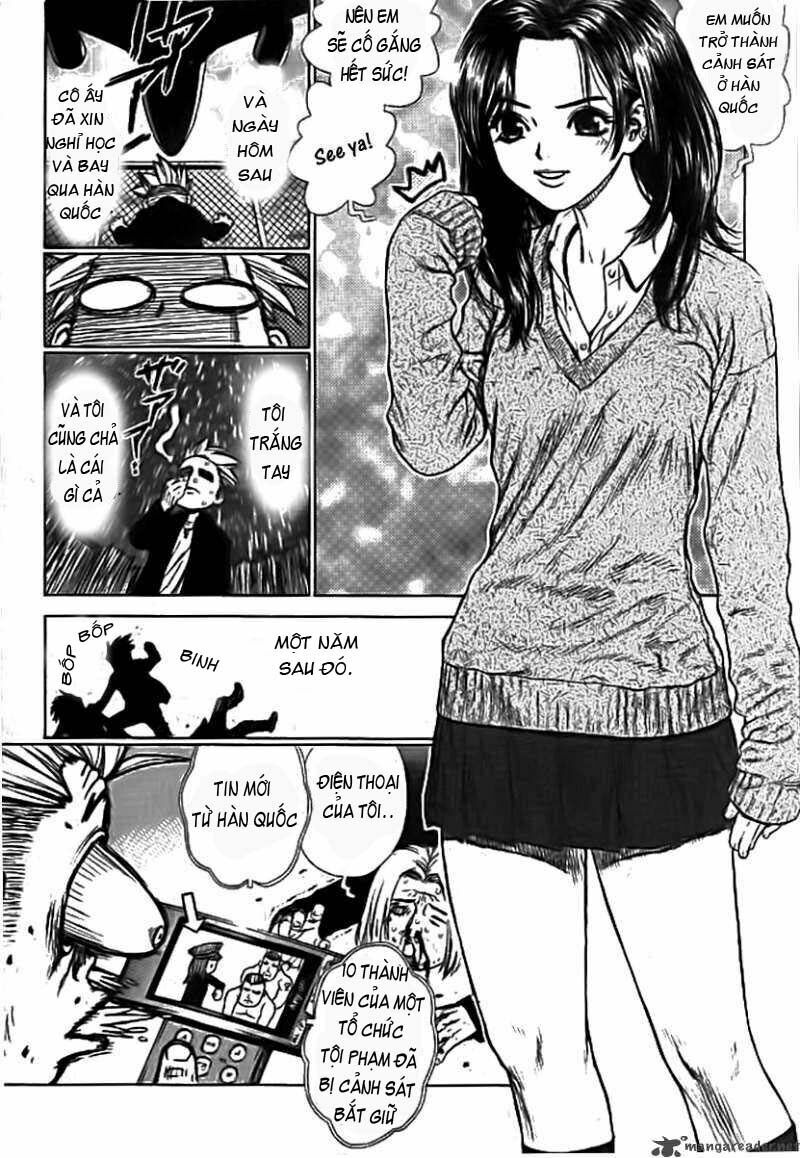 EM MUỐN
TRỞ THÀNH
CẢNH SÁT
Ở HÀN
QUỐC
NÊN EM
SẼ CỐ GẮNG
HẾT SỨC!
See ya!
VÀ
NGÀY
HÔM
SAU
CÔ ẤY
ĐÃ XIN
NGHỈ HỌC
VÀ BAY
QUA HÀN
QUỐC
TÔI
TRẮNG
TAY
VÀ TÔI
CŨNG CHẢ
LÀ CÁI
GÌ CẢ
ザァ
BỐP BỐP
BINH
MỘT NĂM
SAU ĐÓ.
ĐIỆN THOẠI
CỦA TÔI..
TIN MỚI
TỪ HÀN QUỐC
10 THÀNH
VIÊN CỦA MỘT
TỔ CHỨC
TỘI PHẠM ĐÃ
BỊ CẢNH SÁT
BẮT GIỮ
mangareader.net